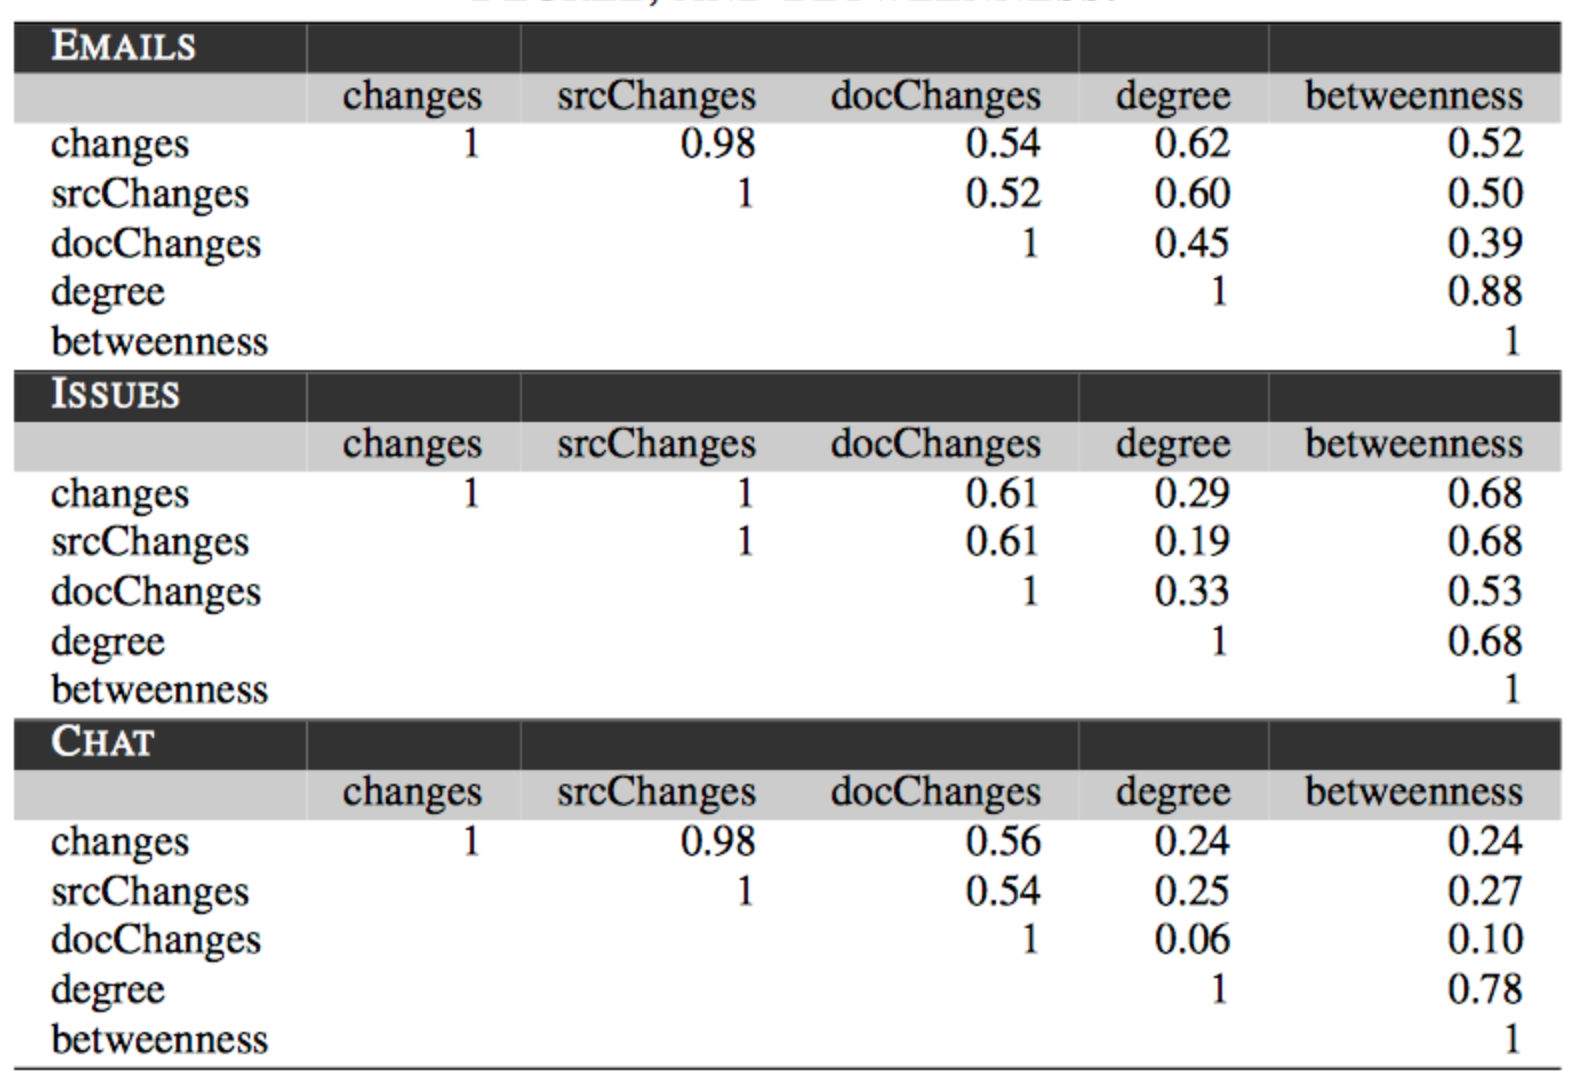 DEGREE, AND BETWEENNESS.
EMAILS
changes srcChanges docChanges degree betweenness
changes 1 0.98 0.54 0.62 0.52
srcChanges 1 0.52 0.60 0.50
docChanges 1 0.45 0.39
degree 1 0.88
betweenness 1
ISSUES
changes srcChanges docChanges degree betweenness
changes 1 1 0.61 0.29 0.68
srcChanges 1 0.61 0.19 0.68
docChanges 1 0.33 0.53
degree 1 0.68
betweenness 1
CHAT
changes srcChanges docChanges degree betweenness
changes 1 0.98 0.56 0.24 0.24
srcChanges 1 0.54 0.25 0.27
docChanges 1 0.06 0.10
degree 1 0.78
betweenness 1